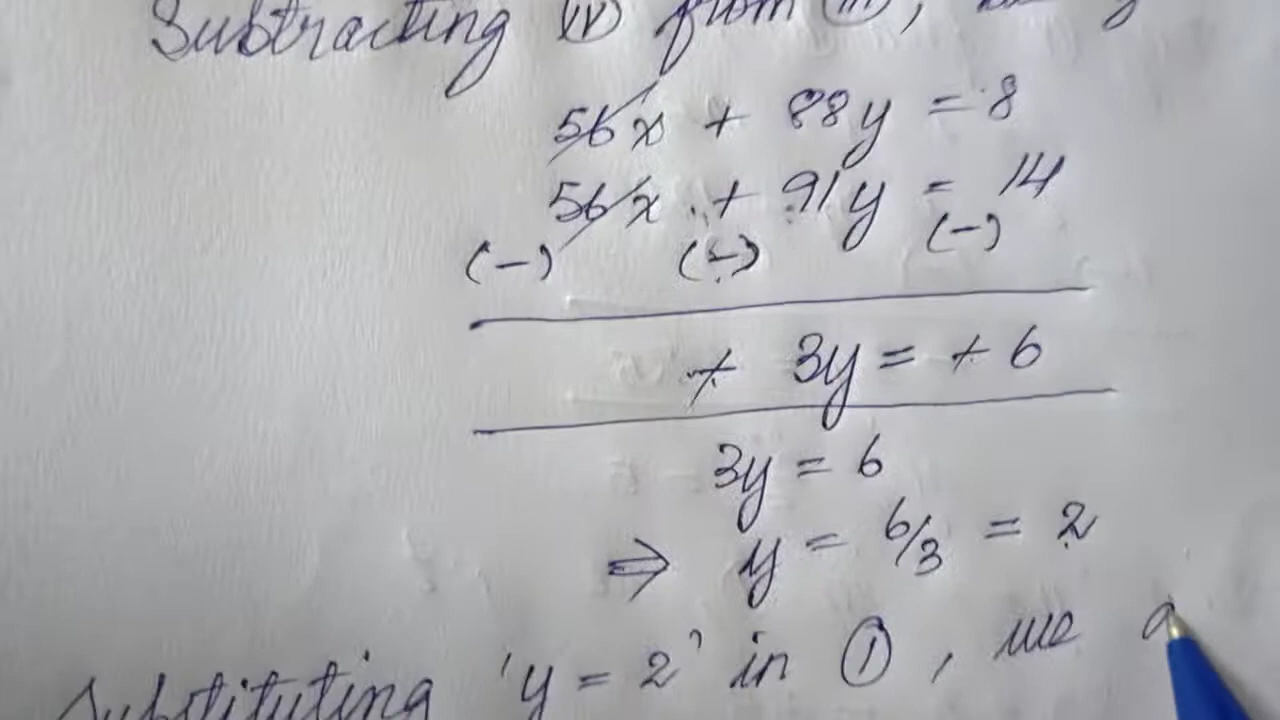 Subtracting (iv) from (iii),
56x + 88y = 8
56x + 91y = 14
(-) (-) (-)
+ 3y = + 6
3y = 6
⇒ y = 6/3 = 2
Substituting 'y = 2' in (1), we